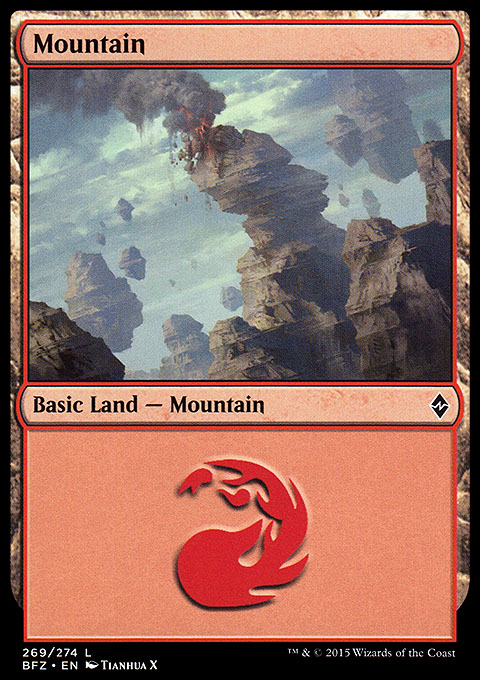 Mountain
Basic Land — Mountain
269/274 L
BFZ • EN Tianhua X
™ & © 2015 Wizards of the Coast